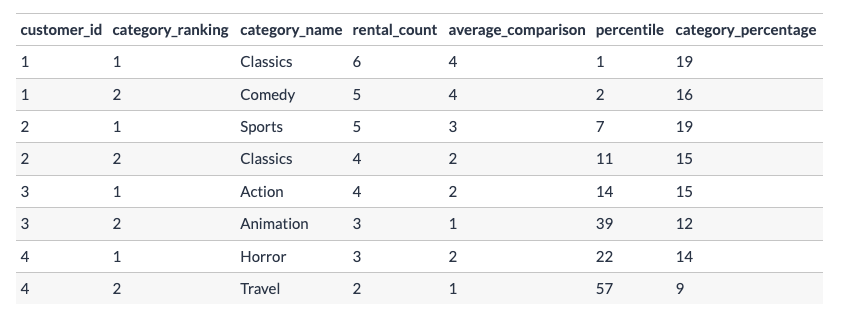 customer_id category_ranking category_name rental_count average_comparison percentile category_percentage
1 1 Classics 6 4 1 19
1 2 Comedy 5 4 2 16
2 1 Sports 5 3 7 19
2 2 Classics 4 2 11 15
3 1 Action 4 2 14 15
3 2 Animation 3 1 39 12
4 1 Horror 3 2 22 14
4 2 Travel 2 1 57 9